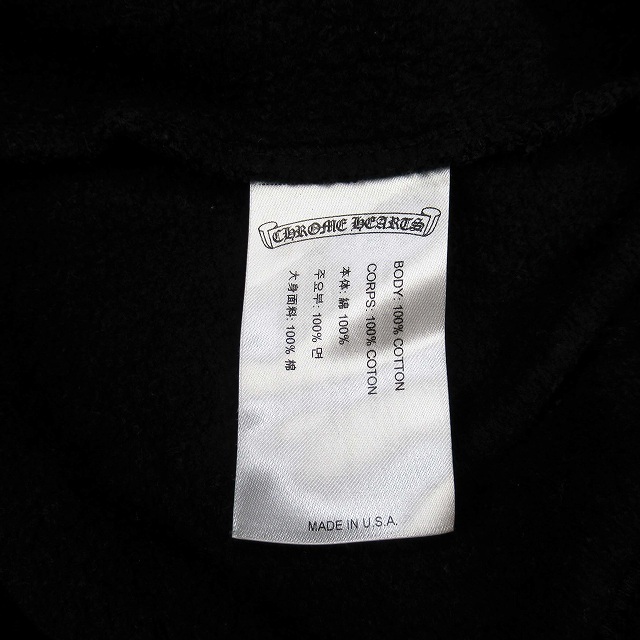 CHROME HEARTS
BODY: 100% COTTON
CORPS: 100% COTON
本体: 綿 100%
주요부: 100% 면
大身面料: 100% 棉
MADE IN U.S.A.